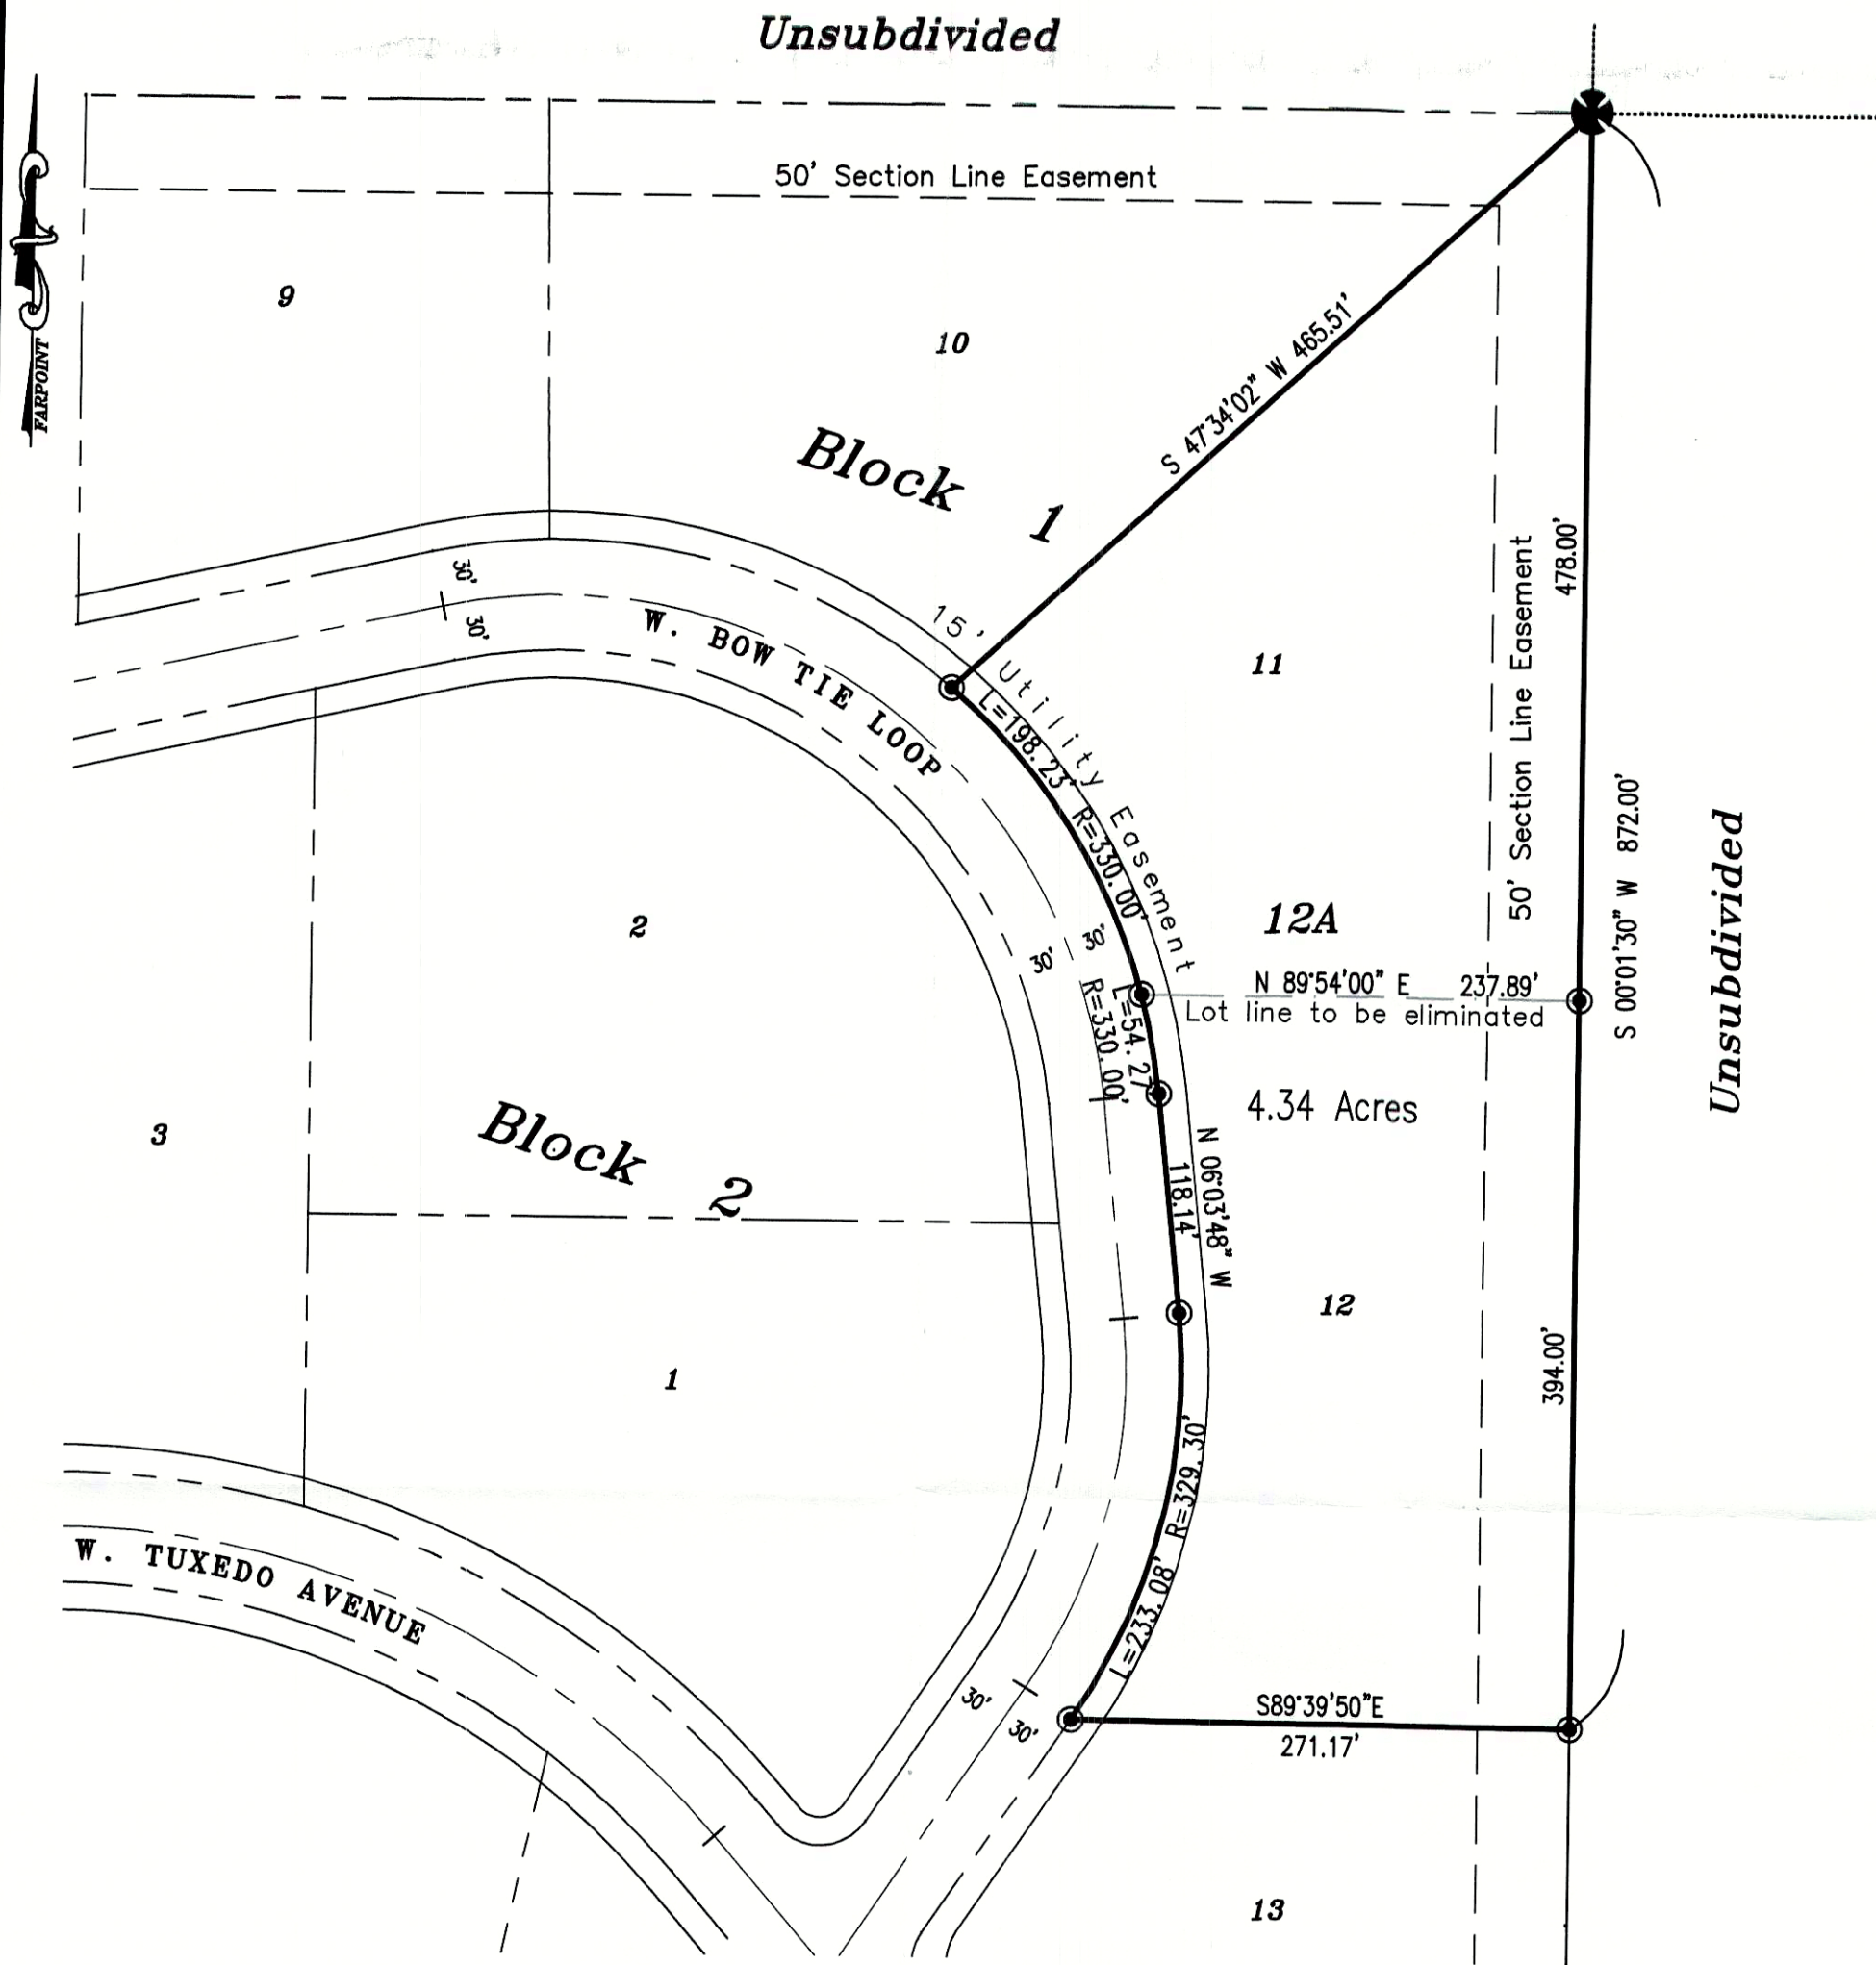 Unsubdivided
50' Section Line Easement
FARPOINT
9
10
S 47°34'02" W 465.51'
Block 1
478.00'
50' Section Line Easement
30'
30'
W. BOW TIE LOOP
15' Utility Easement
11
L=198.23' R=330.00'
S 00°01'30" W 872.00'
Unsubdivided
2
12A
30'
30'
N 89°54'00" E 237.89'
Lot line to be eliminated
L=54.27'
R=330.00'
4.34 Acres
3
Block 2
N 06°03'48" W
118.14'
12
1
394.00'
L=233.08' R=329.30'
W. TUXEDO AVENUE
30'
30'
S89°39'50"E
271.17'
13